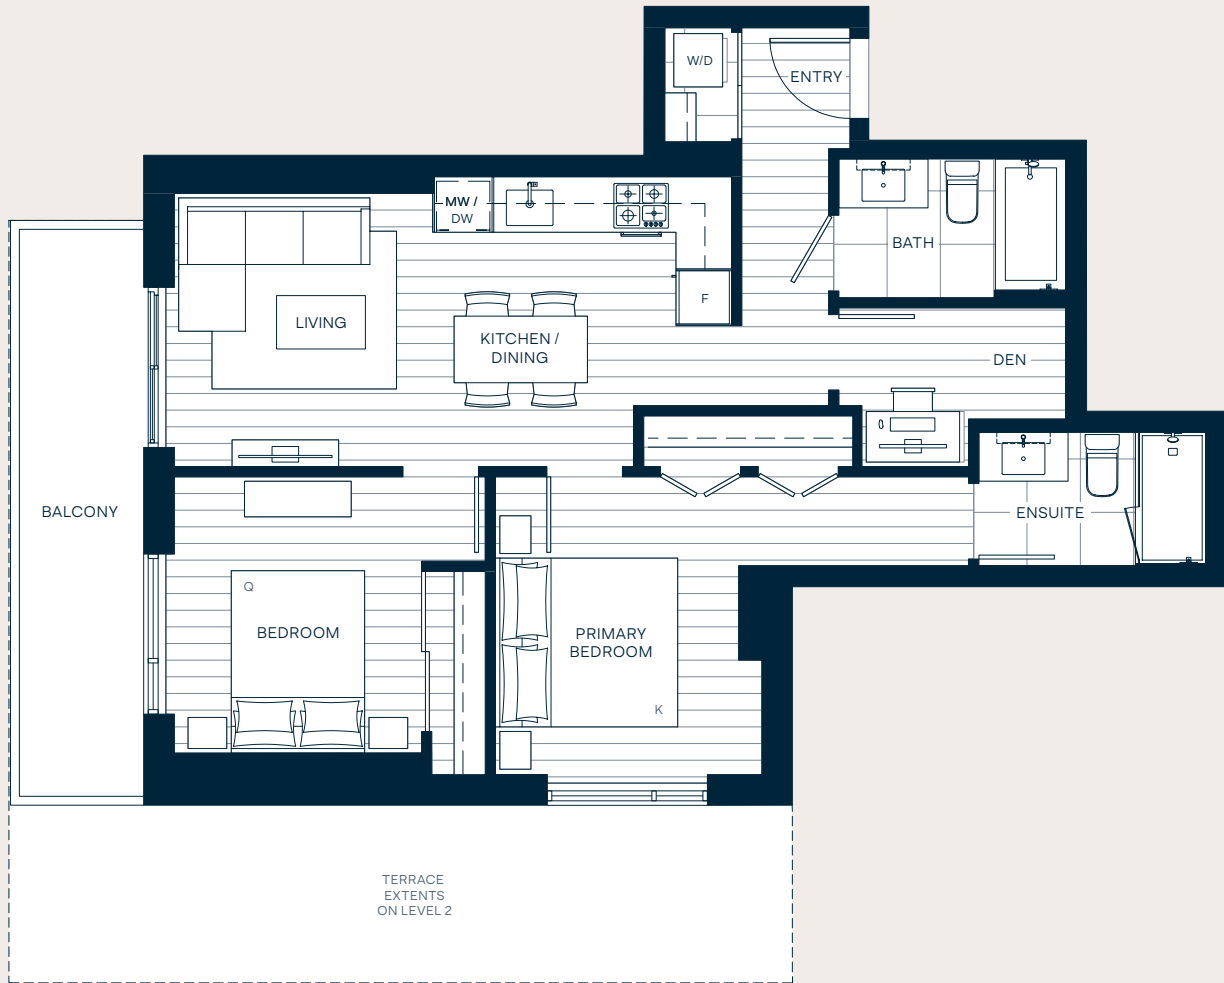 W/D
ENTRY
MW /
DW
BATH
F
LIVING
KITCHEN /
DINING
DEN
BALCONY
ENSUITE
Q
BEDROOM
PRIMARY
BEDROOM
K
TERRACE
EXTENTS
ON LEVEL 2